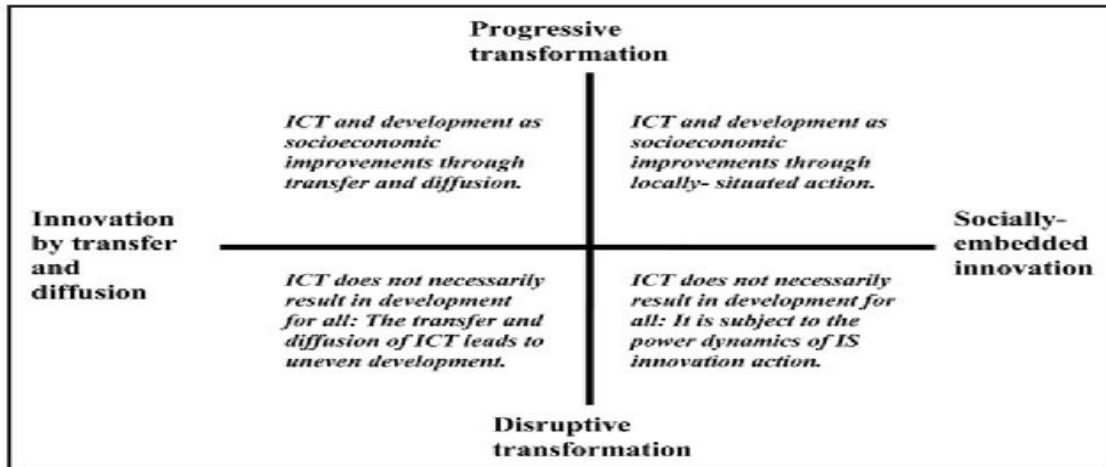 Progressive
transformation
ICT and development as
socioeconomic
improvements through
transfer and diffusion.
ICT and development as
socioeconomic
improvements through
locally- situated action.
Innovation
by transfer
and
diffusion
Socially-
embedded
innovation
ICT does not necessarily
result in development
for all: The transfer and
diffusion of ICT leads to
uneven development.
ICT does not necessarily
result in development for
all: It is subject to the
power dynamics of IS
innovation action.
Disruptive
transformation